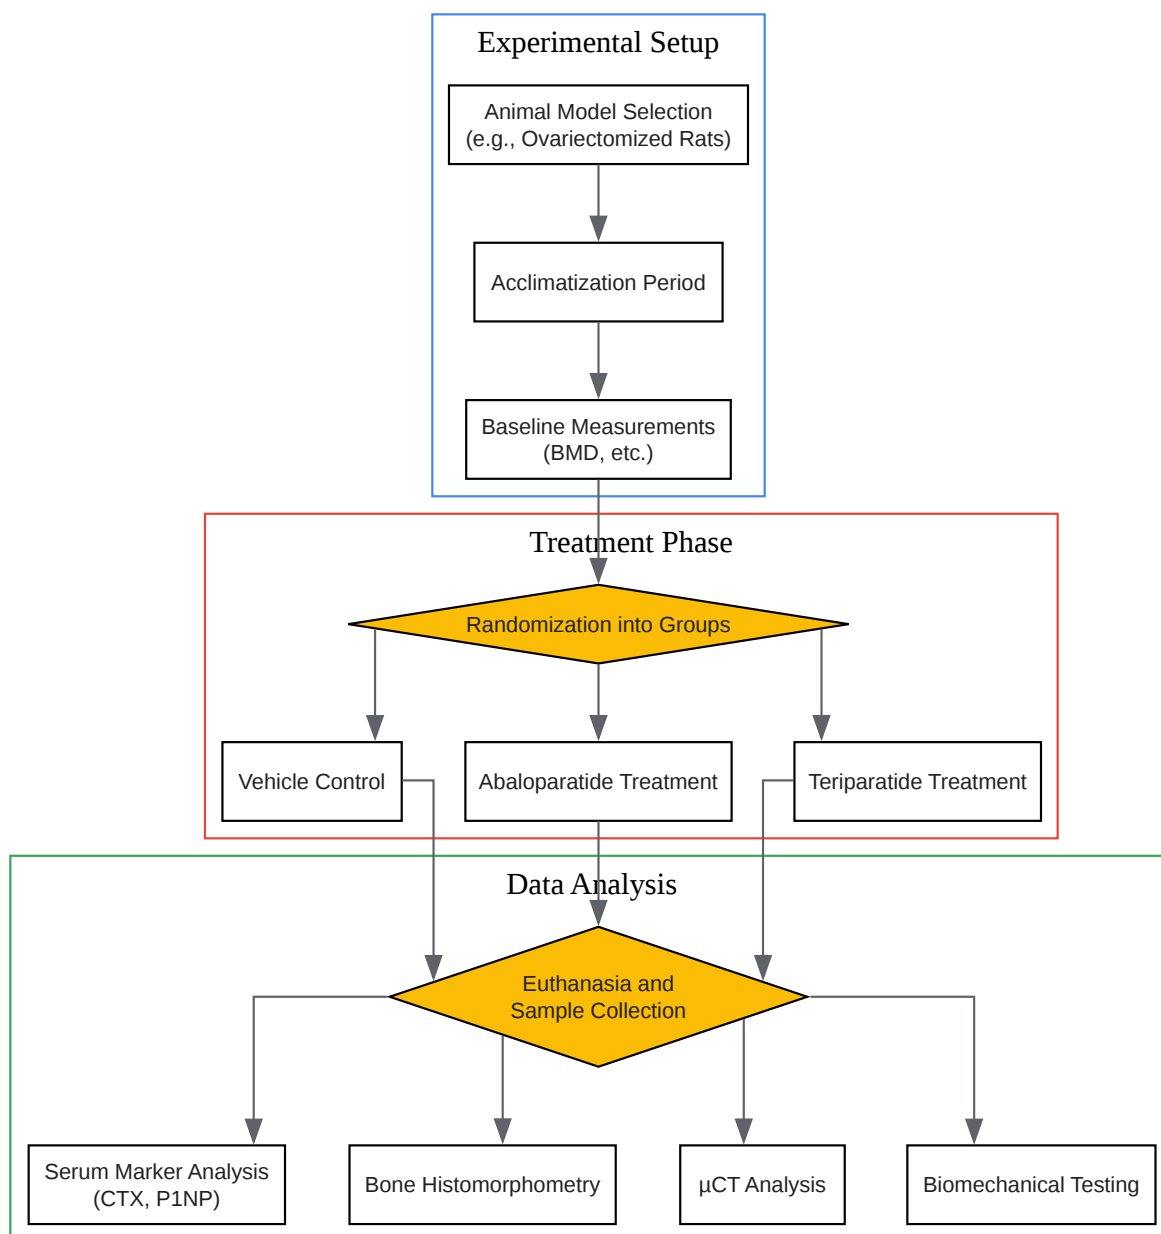 Experimental Setup
Animal Model Selection
(e.g., Ovariectomized Rats)
Acclimatization Period
Baseline Measurements
(BMD, etc.)
Treatment Phase
Randomization into Groups
Vehicle Control
Abaloparatide Treatment
Teriparatide Treatment
Data Analysis
Euthanasia and
Sample Collection
Serum Marker Analysis
(CTX, P1NP)
Bone Histomorphometry
µCT Analysis
Biomechanical Testing